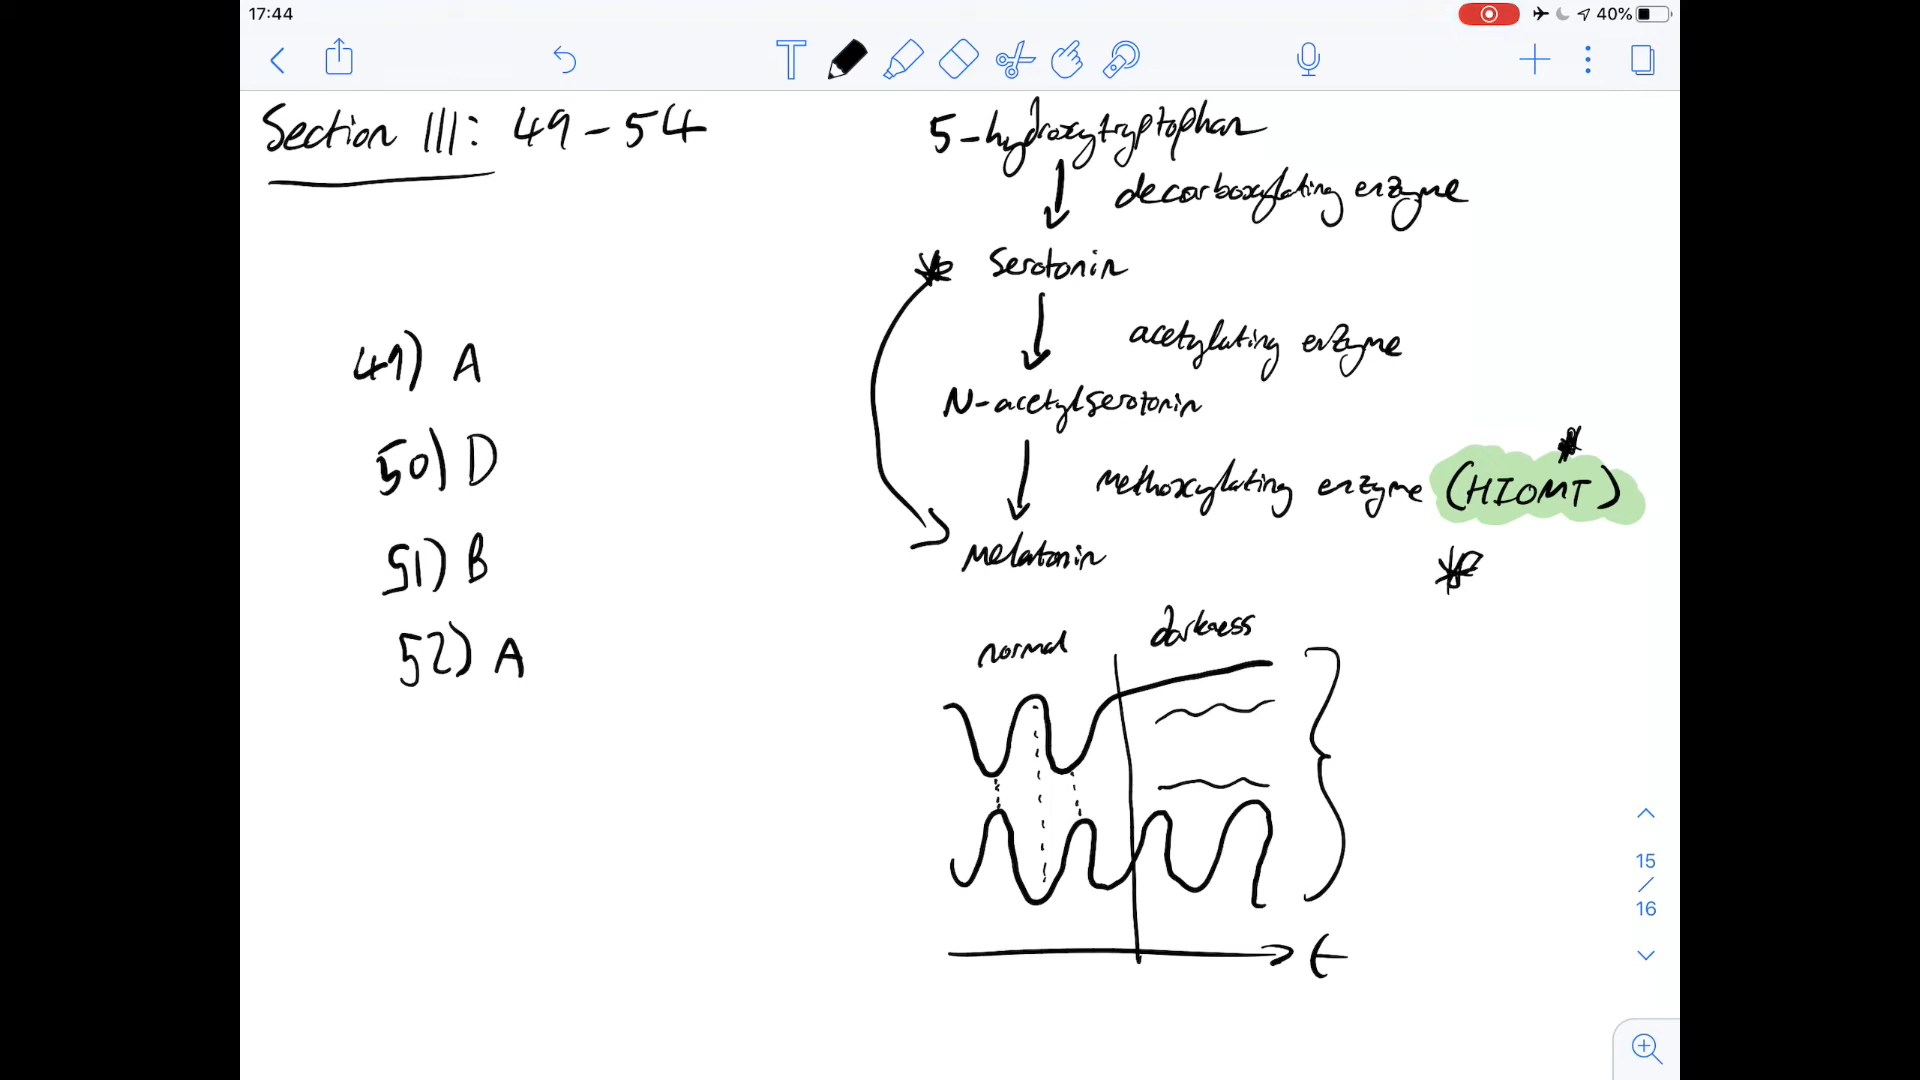 17:44
40%
Section III: 49-54
49) A
50) D
51) B
52) A
5-hydroxytryptophan
decarboxylating enzyme
Serotonin
acetylating enzyme
N-acetylserotonin
methoxylating enzyme (HIOMT)
Melatonin
normal
darkness
t
15
/
16